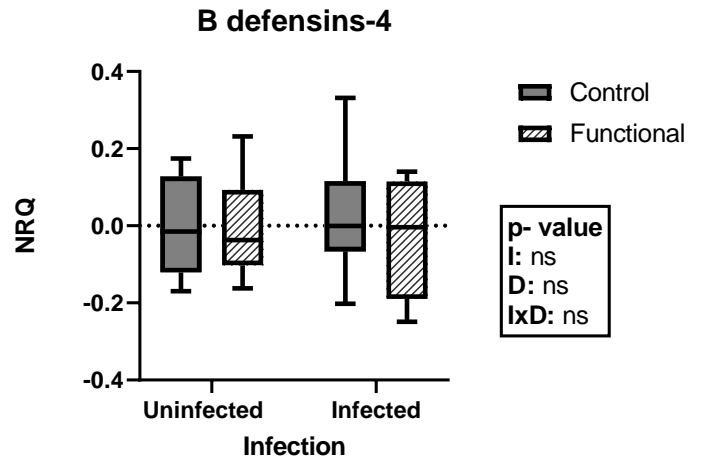 B defensins-4
0.4
0.2
0.0
-0.2
-0.4
NRQ
Uninfected
Infected
Infection
Control
Functional
p- value
I: ns
D: ns
IxD: ns